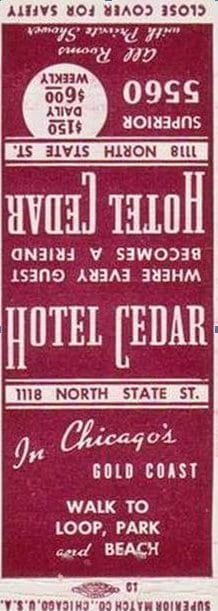 CLOSE COVER FOR SAFETY
All Rooms
with Private Shower
$1.50
DAILY
$6.00
WEEKLY
SUPERIOR
5560
1118 NORTH STATE ST.
HOTEL CEDAR
WHERE EVERY GUEST
BECOMES A FRIEND
HOTEL CEDAR
1118 NORTH STATE ST.
In Chicago's
GOLD COAST
WALK TO
LOOP, PARK
and BEACH
19
SUPERIOR MATCH CO., CHICAGO, U.S.A.